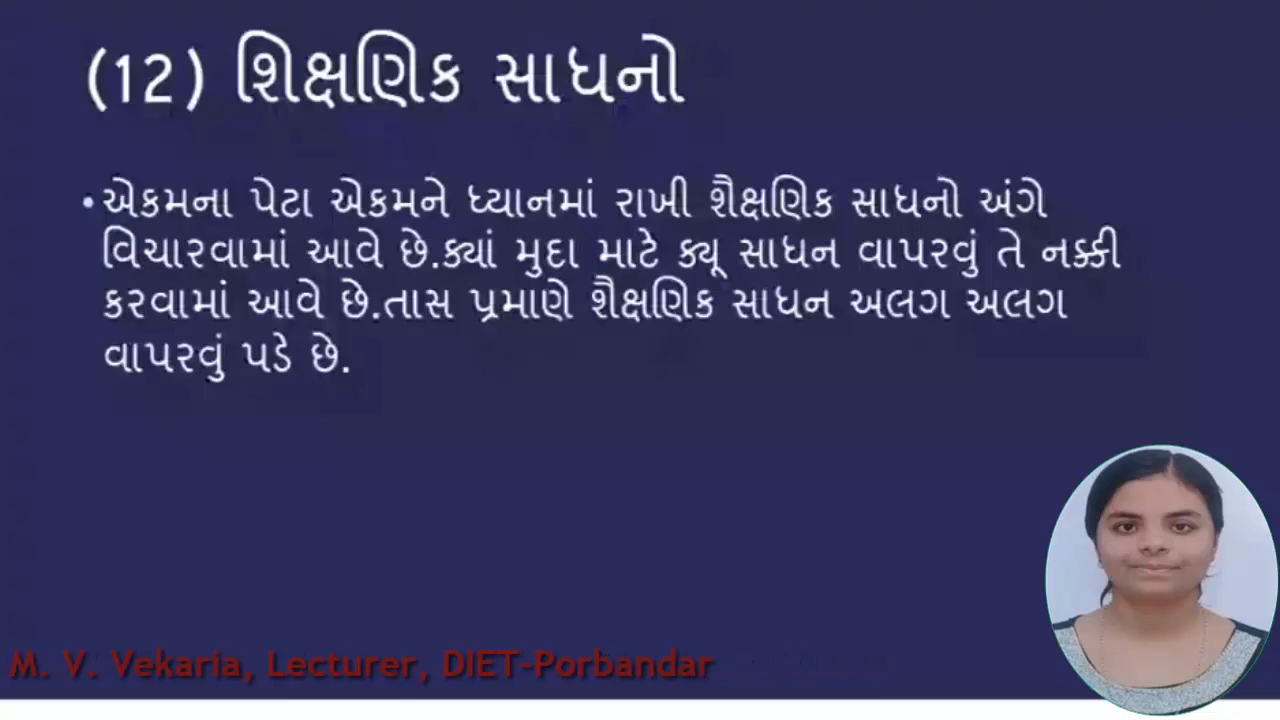 (12) શિક્ષણિક સાધનો
• એકમના પેટા એકમને ધ્યાનમાં રાખી શૈક્ષણિક સાધનો અંગે
વિચારવામાં આવે છે.ક્યાં મુદા માટે ક્યૂ સાધન વાપરવું તે નક્કી
કરવામાં આવે છે.તાસ પ્રમાણે શૈક્ષણિક સાધન અલગ અલગ
વાપરવું પડે છે.
M. V. Vekaria, Lecturer, DIET-Porbandar